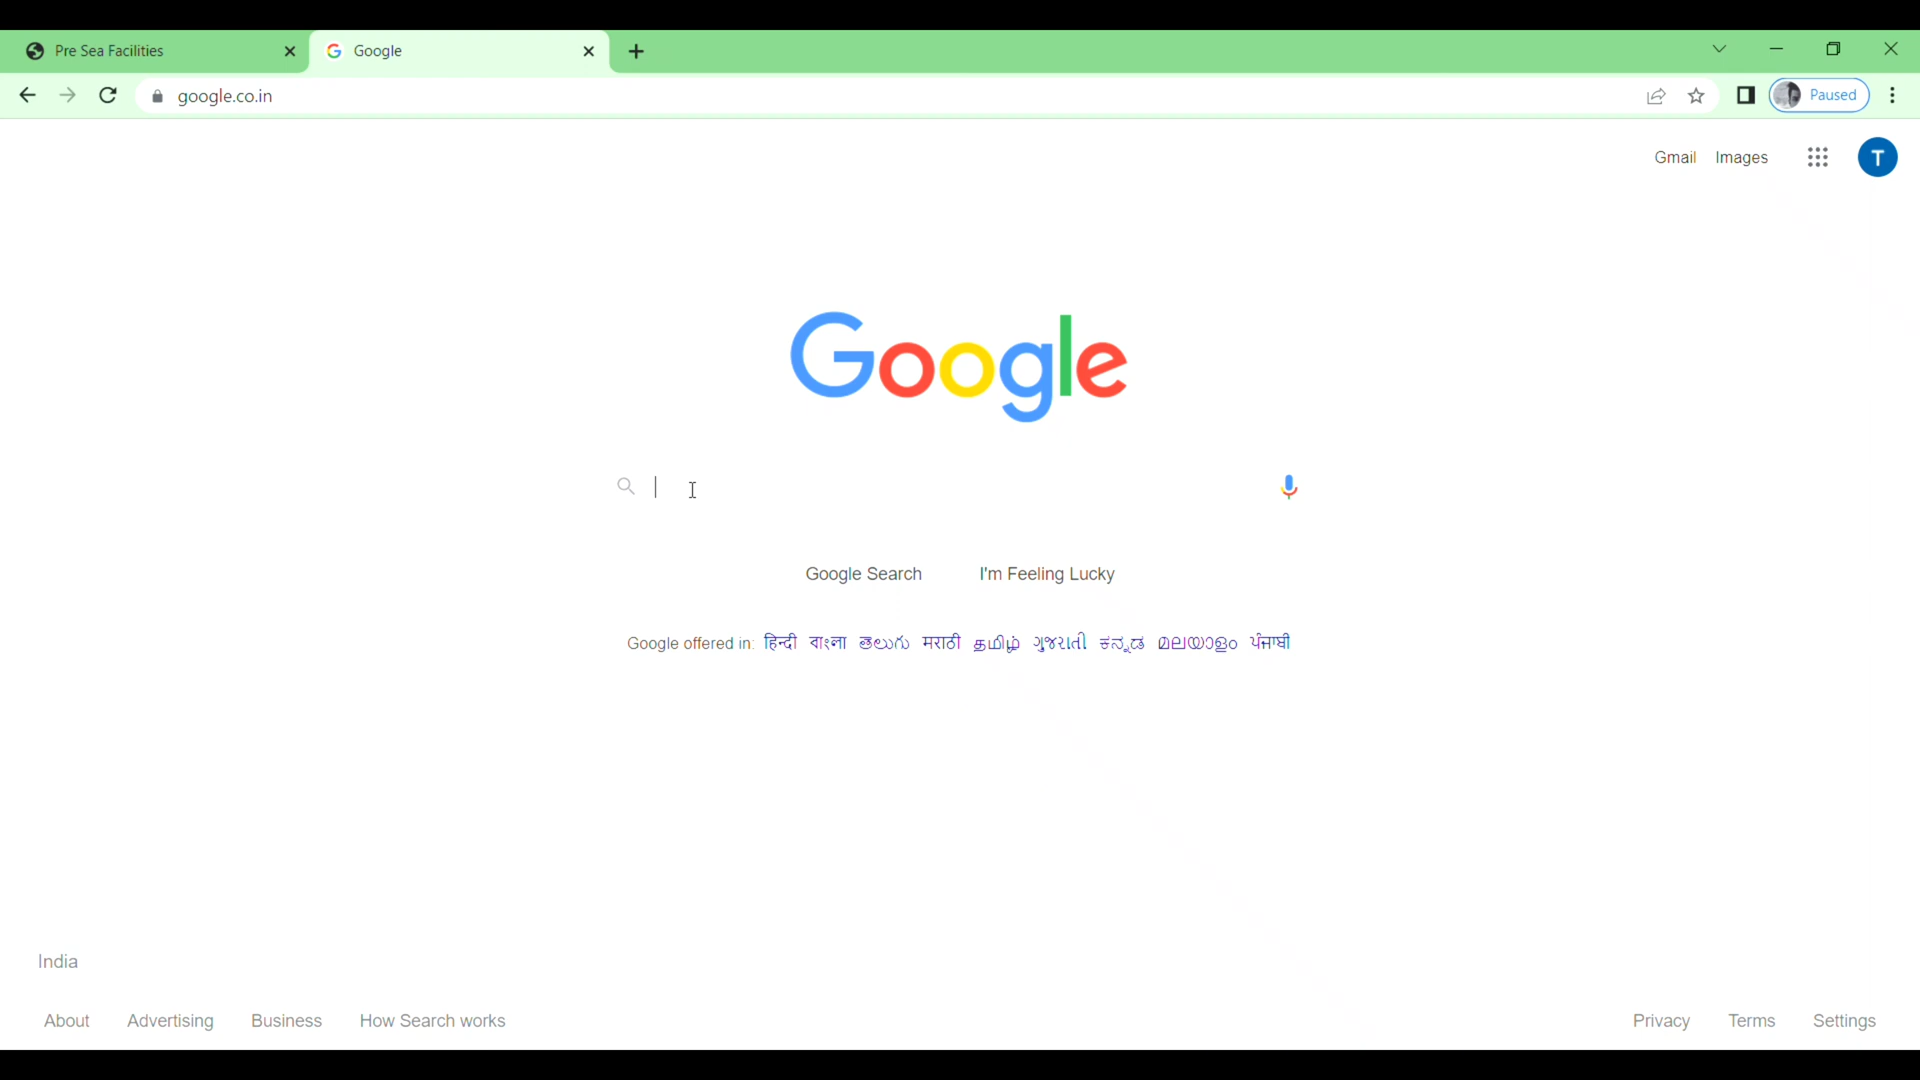 Pre Sea Facilities Google
google.co.in Paused
Gmail Images T
Google
Google Search I'm Feeling Lucky
Google offered in: हिन्दी বাংলা తెలుగు मराठी தமிழ் ગુજરાતી ಕನ್ನಡ മലയാളം ਪੰਜਾਬੀ
India
About Advertising Business How Search works Privacy Terms Settings